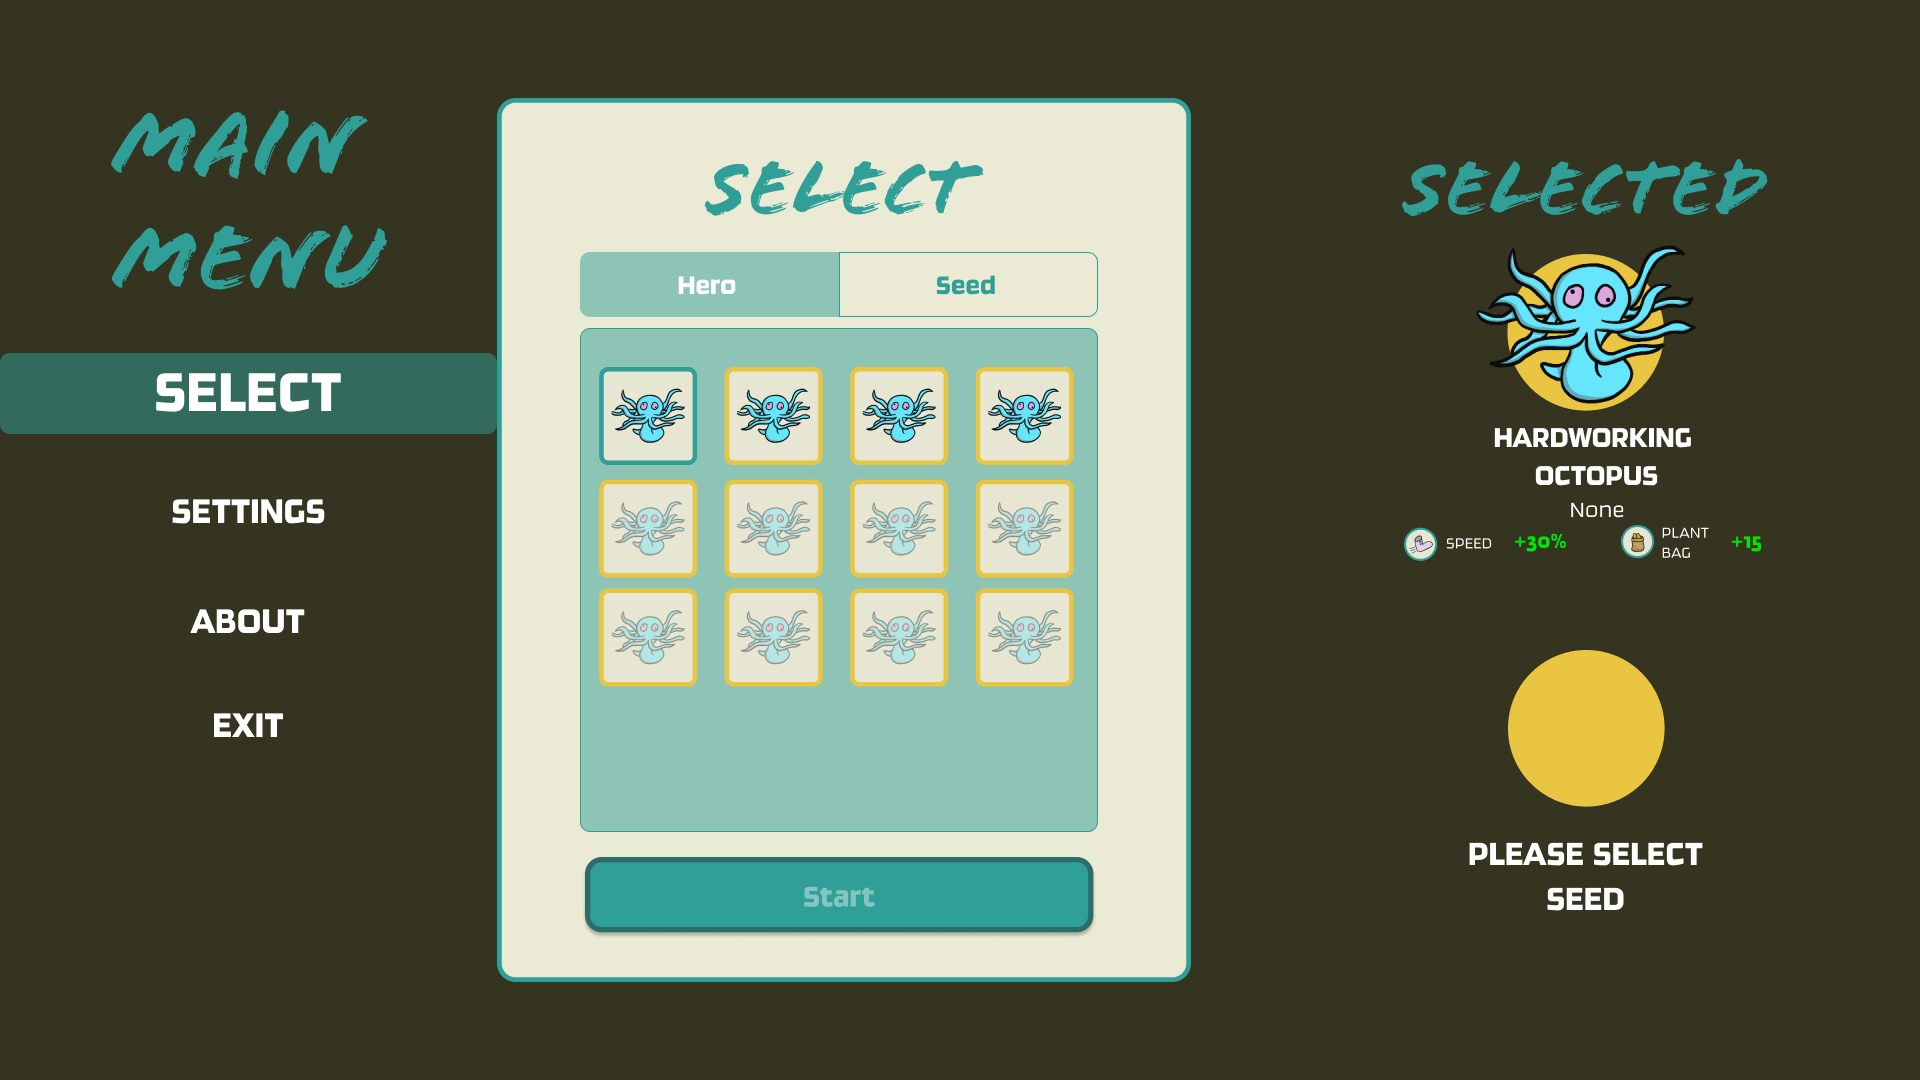 MAIN
MENU
SELECT
SETTINGS
ABOUT
EXIT
SELECT
Hero
Seed
Start
SELECTED
HARDWORKING
OCTOPUS
None
SPEED
+30%
PLANT
BAG
+15
PLEASE SELECT
SEED